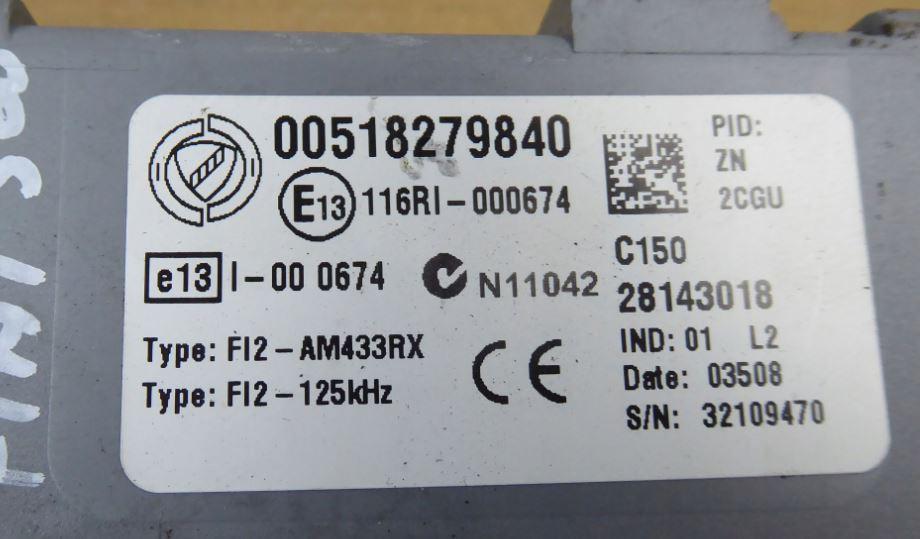 00518279840
E13 116RI-000674
e13 I-00 0674
N11042
Type: FI2-AM433RX
Type: FI2-125kHz
CE
PID:
ZN
2CGU
C150
28143018
IND: 01 L2
Date: 03508
S/N: 32109470